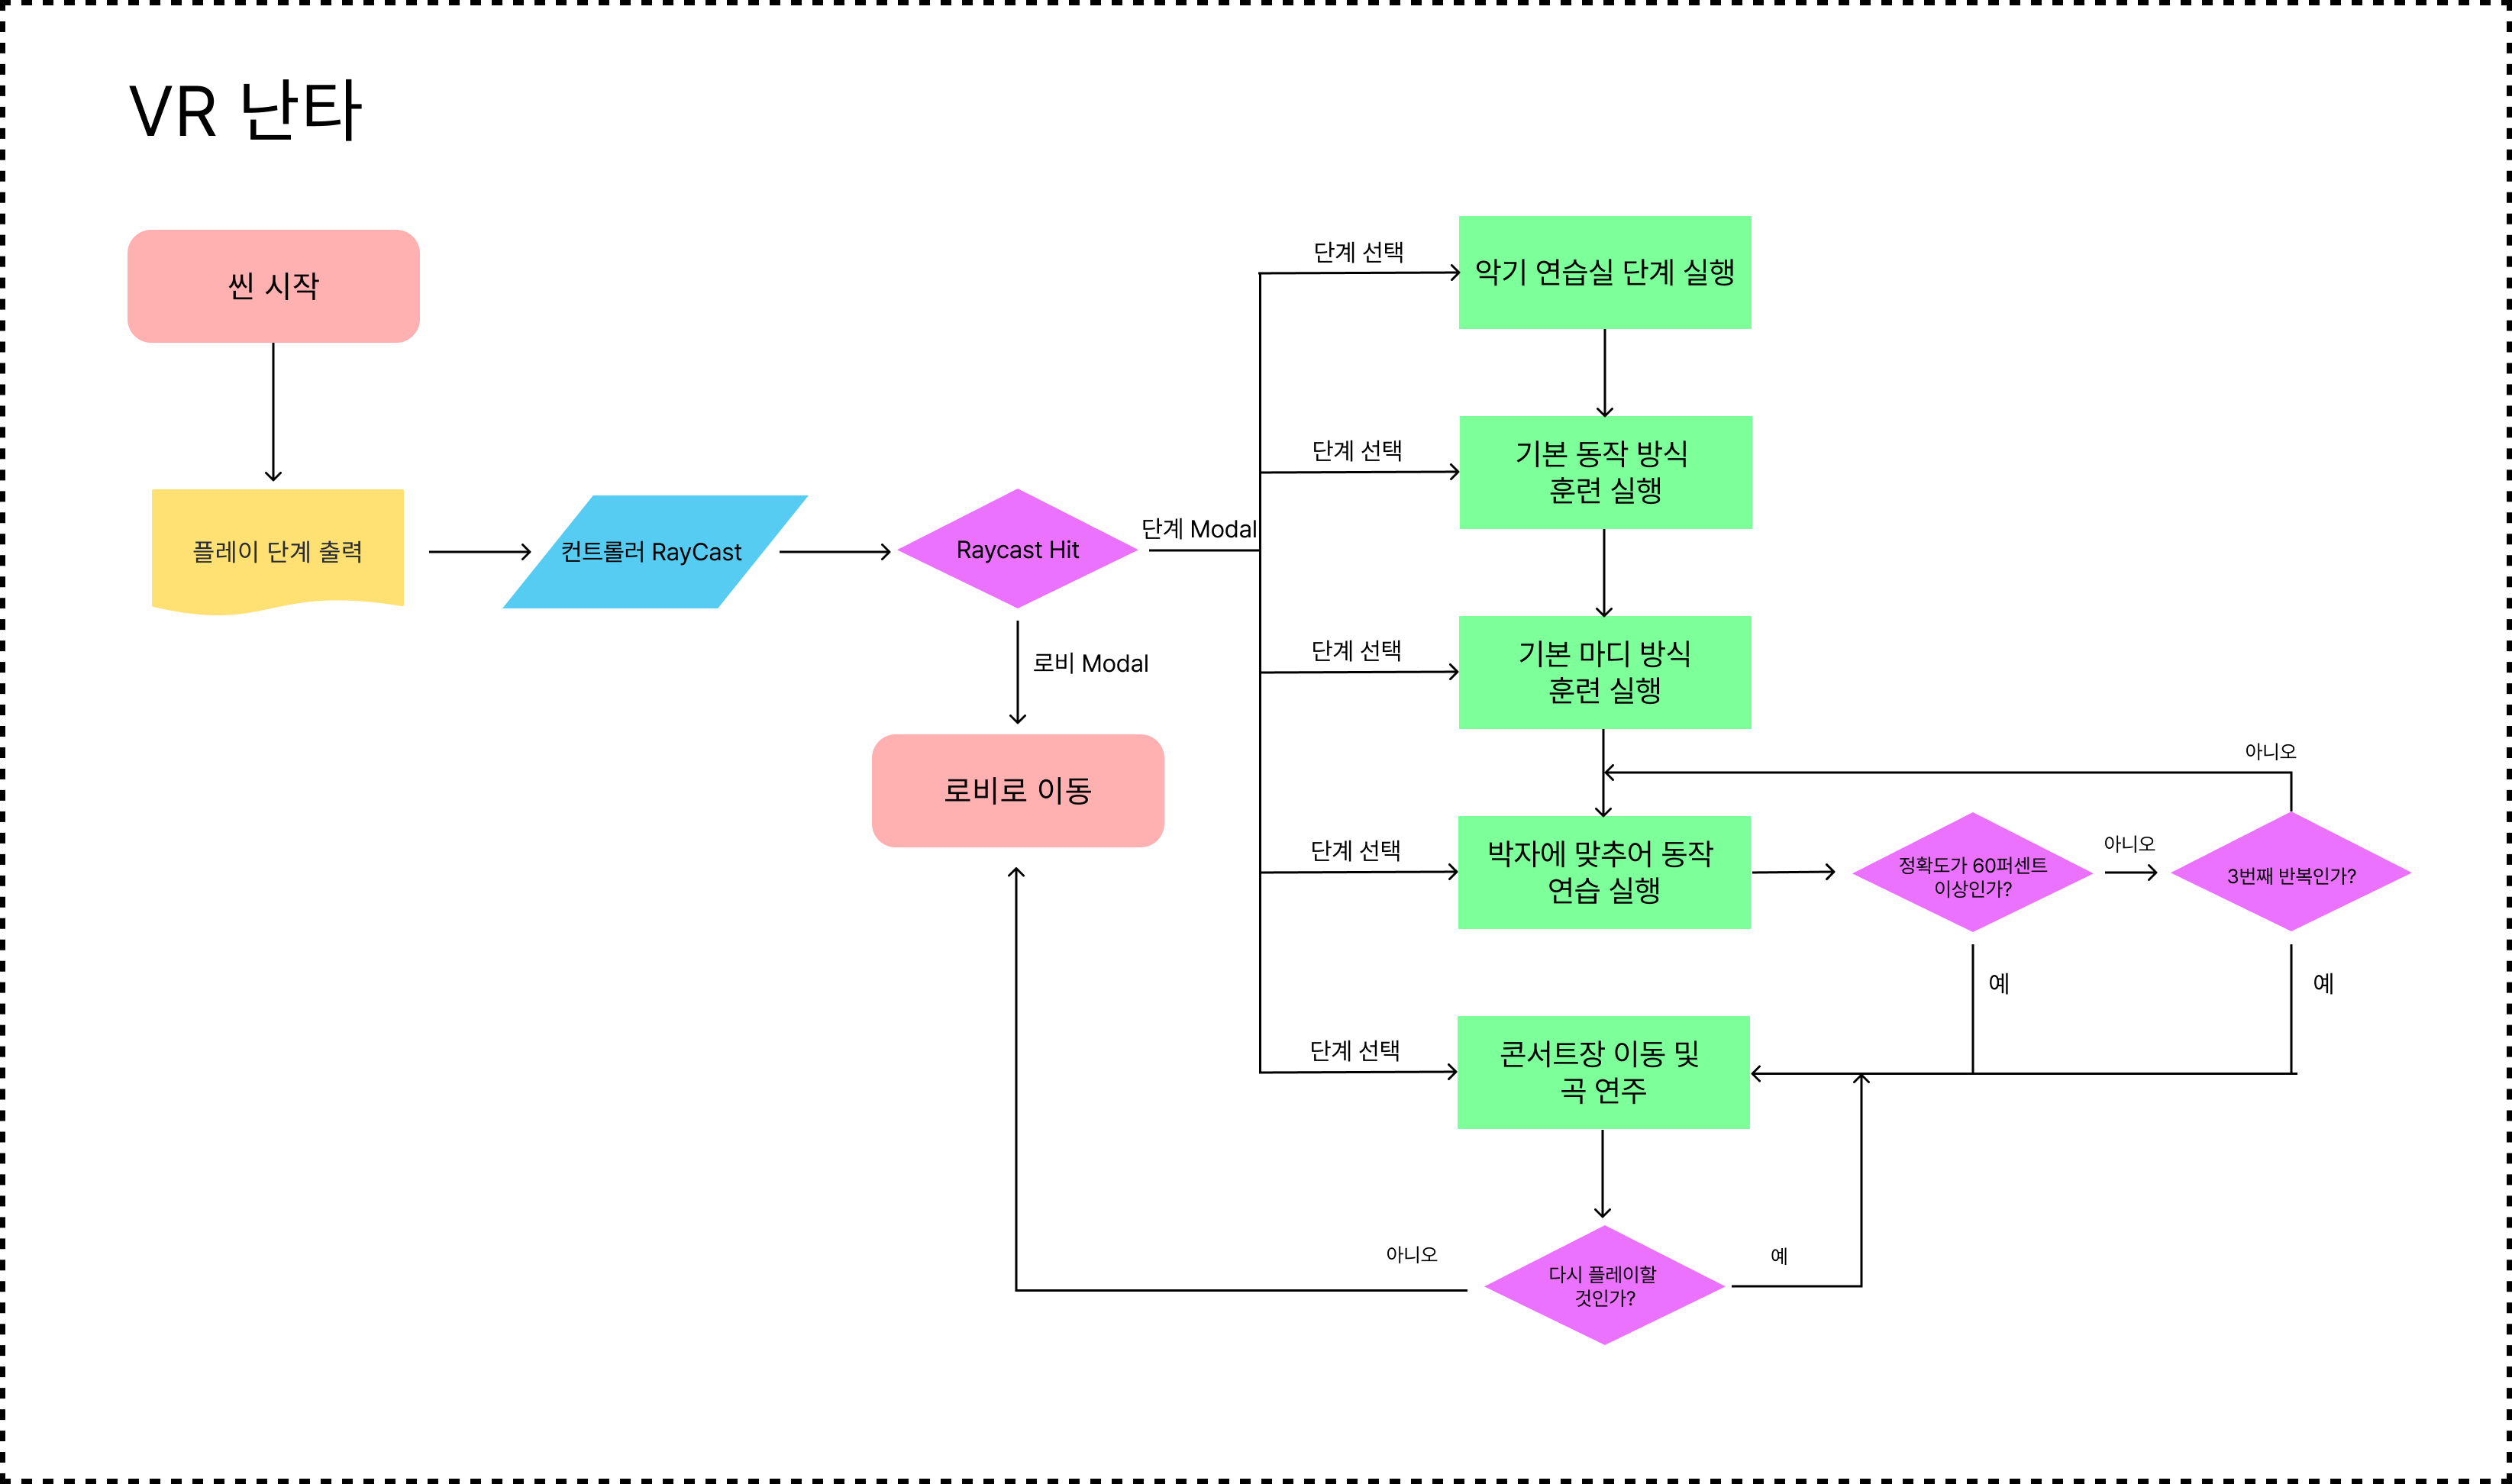 VR 난타
씬 시작
플레이 단계 출력
컨트롤러 RayCast
Raycast Hit
단계 Modal
로비 Modal
로비로 이동
단계 선택
악기 연습실 단계 실행
단계 선택
기본 동작 방식
훈련 실행
단계 선택
기본 마디 방식
훈련 실행
단계 선택
박자에 맞추어 동작
연습 실행
정확도가 60퍼센트
이상인가?
아니오
3번째 반복인가?
아니오
예
예
단계 선택
콘서트장 이동 및
곡 연주
다시 플레이할
것인가?
아니오
예